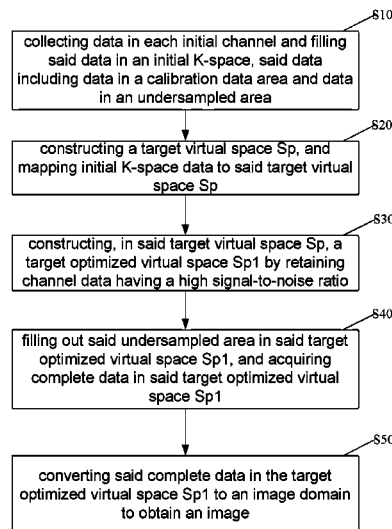 S10
collecting data in each initial channel and filling
said data in an initial K-space, said data
including data in a calibration data area and data
in an undersampled area
S20
constructing a target virtual space Sp, and
mapping initial K-space data to said target virtual
space Sp
S30
constructing, in said target virtual space Sp, a
target optimized virtual space Sp1 by retaining
channel data having a high signal-to-noise ratio
S40
filling out said undersampled area in said target
optimized virtual space Sp1, and acquiring
complete data in said target optimized virtual
space Sp1
S50
converting said complete data in the target
optimized virtual space Sp1 to an image domain
to obtain an image